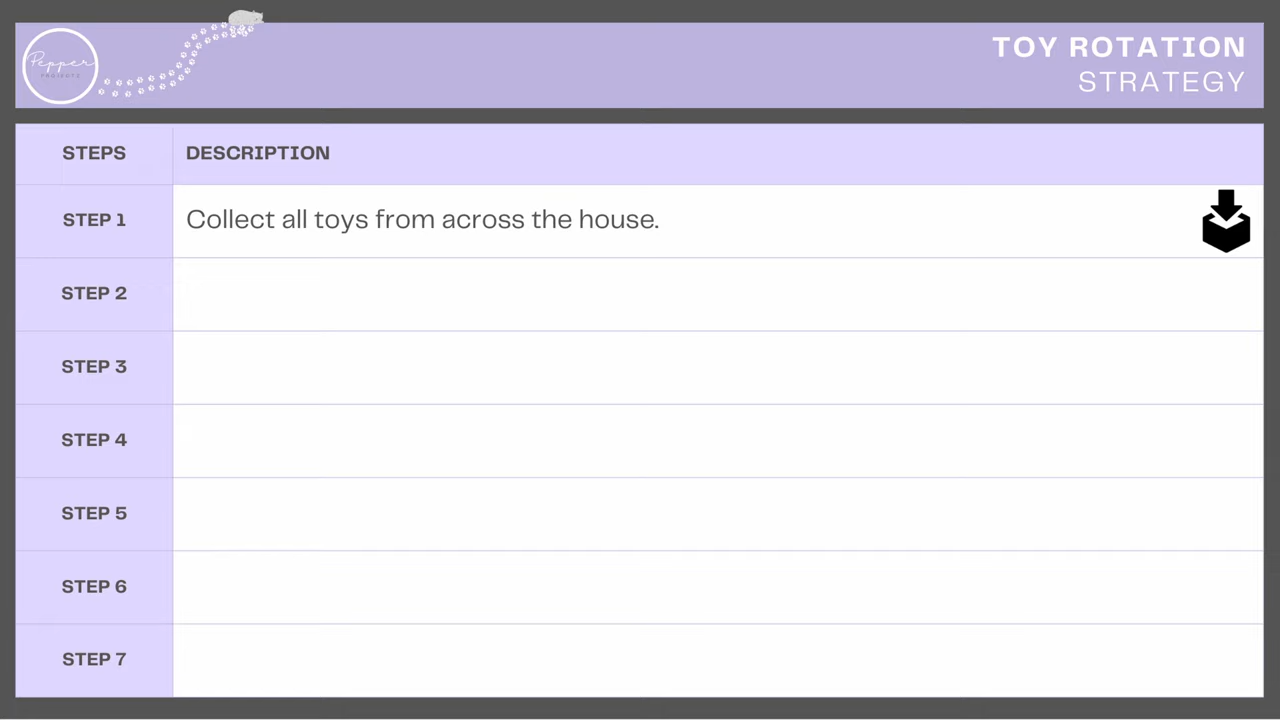 Pepper
PROJECTS
TOY ROTATION
STRATEGY
STEPS
DESCRIPTION
STEP 1
Collect all toys from across the house.
STEP 2
STEP 3
STEP 4
STEP 5
STEP 6
STEP 7